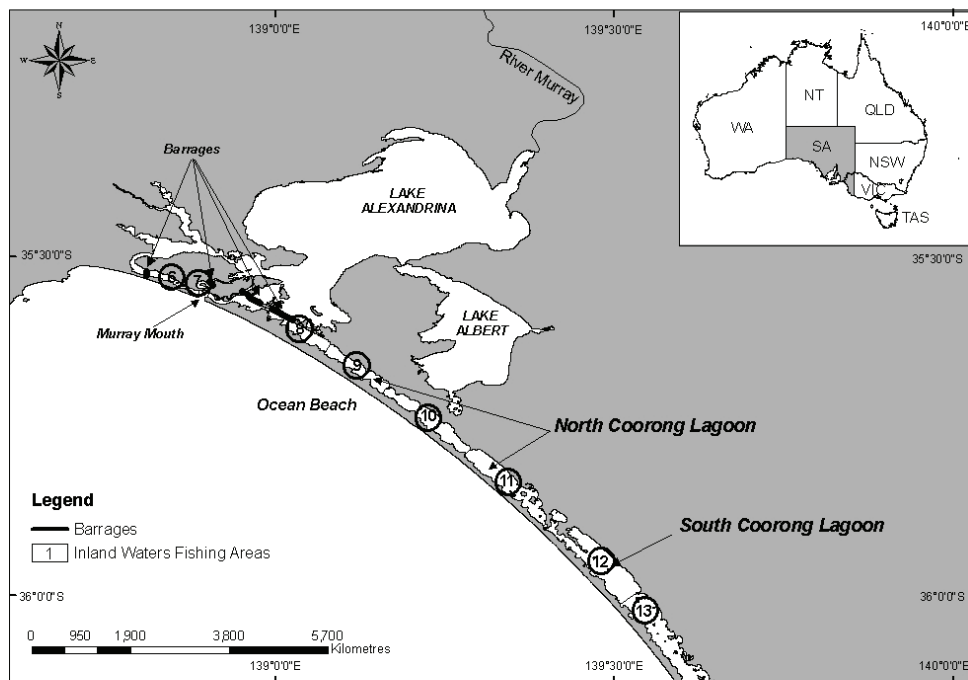 139°0'0"E
139°30'0"E
140°0'0"E
N
W
E
S
River Murray
WA
NT
QLD
SA
NSW
VIC
TAS
Barrages
LAKE
ALEXANDRINA
35°30'0"S
35°30'0"S
6
7
8
Murray Mouth
LAKE
ALBERT
9
Ocean Beach
10
North Coorong Lagoon
11
South Coorong Lagoon
12
13
Legend
Barrages
1 Inland Waters Fishing Areas
36°0'0"S
36°0'0"S
0 950 1,900 3,800 5,700
Kilometres
139°0'0"E
139°30'0"E
140°0'0"E